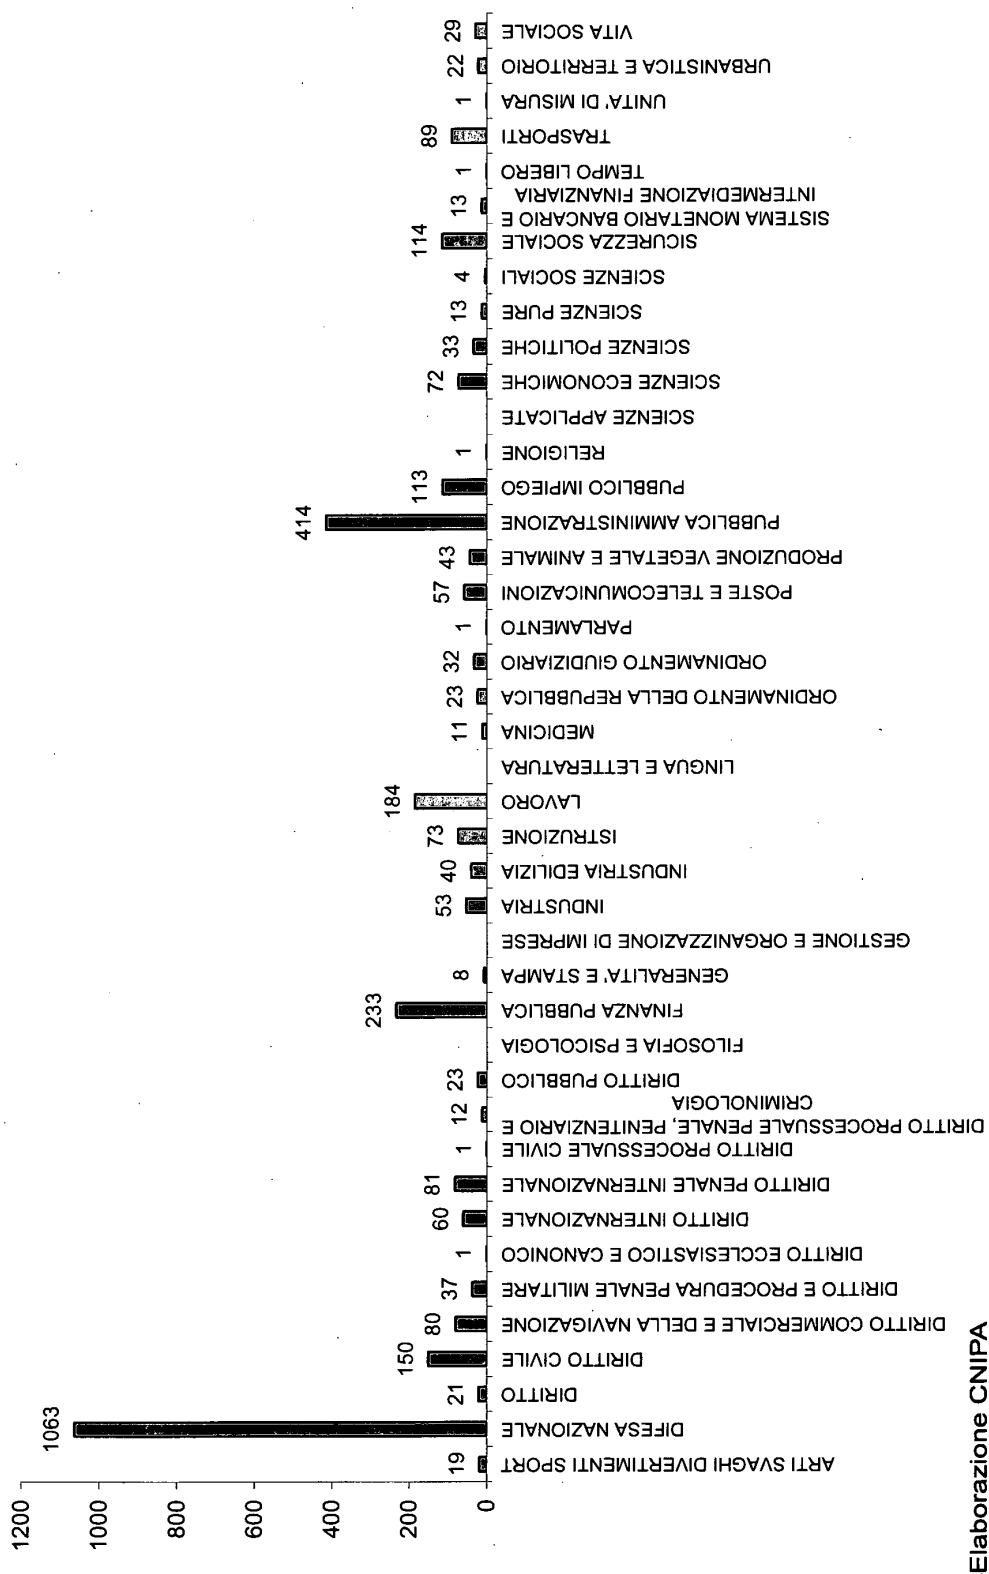 1200
1000
800
600
400
200
0
19
1063
21
150
80
37
1
60
81
1
12
23
233
8
53
40
73
184
11
23
32
1
57
43
414
113
1
72
33
13
4
114
13
1
89
1
22
29
ARTI SVAGHI DIVERTIMENTI SPORT
DIFESA NAZIONALE
DIRITTO
DIRITTO CIVILE
DIRITTO COMMERCIALE E DELLA NAVIGAZIONE
DIRITTO E PROCEDURA PENALE MILITARE
DIRITTO ECCLESIASTICO E CANONICO
DIRITTO INTERNAZIONALE
DIRITTO PENALE INTERNAZIONALE
DIRITTO PROCESSUALE CIVILE
DIRITTO PROCESSUALE PENALE, PENITENZIARIO E
CRIMINOLOGIA
DIRITTO PUBBLICO
FILOSOFIA E PSICOLOGIA
FINANZA PUBBLICA
GENERALITA' E STAMPA
GESTIONE E ORGANIZZAZIONE DI IMPRESE
INDUSTRIA
INDUSTRIA EDILIZIA
ISTRUZIONE
LAVORO
LINGUA E LETTERATURA
MEDICINA
ORDINAMENTO DELLA REPUBBLICA
ORDINAMENTO GIUDIZIARIO
PARLAMENTO
POSTE E TELECOMUNICAZIONI
PRODUZIONE VEGETALE E ANIMALE
PUBBLICA AMMINISTRAZIONE
PUBBLICO IMPIEGO
RELIGIONE
SCIENZE APPLICATE
SCIENZE ECONOMICHE
SCIENZE POLITICHE
SCIENZE PURE
SCIENZE SOCIALI
SICUREZZA SOCIALE
SISTEMA MONETARIO BANCARIO E
INTERMEDIAZIONE FINANZIARIA
TEMPO LIBERO
TRASPORTI
UNITA' DI MISURA
URBANISTICA E TERRITORIO
VITA SOCIALE
Elaborazione CNIPA